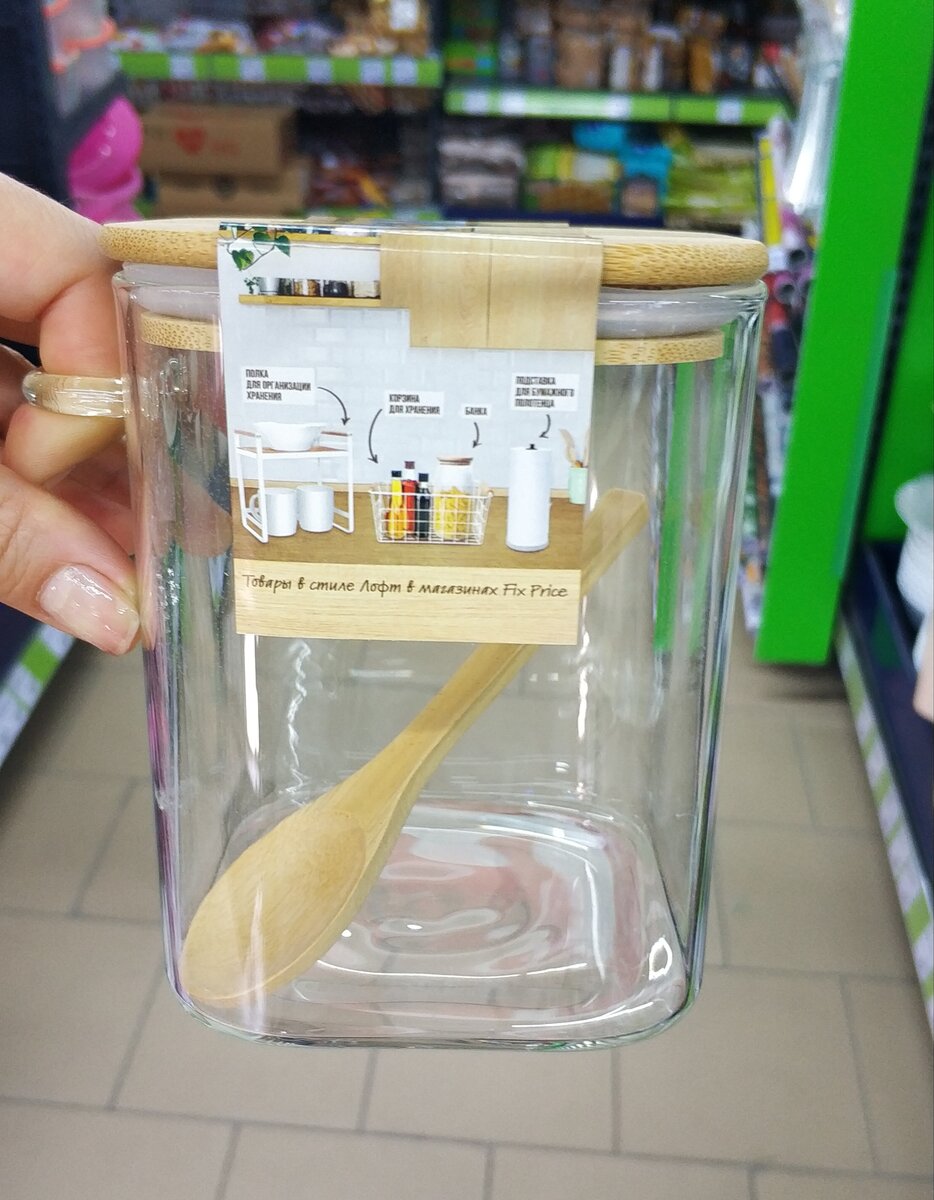 ПОЛКА
ДЛЯ ОРГАНИЗАЦИИ
ХРАНЕНИЯ
КОРЗИНА
ДЛЯ ХРАНЕНИЯ
БАНКА
ПОДСТАВКА
ДЛЯ БУМАЖНОГО
ПОЛОТЕНЦА
Товары в стиле Лофт в магазинах Fix Price